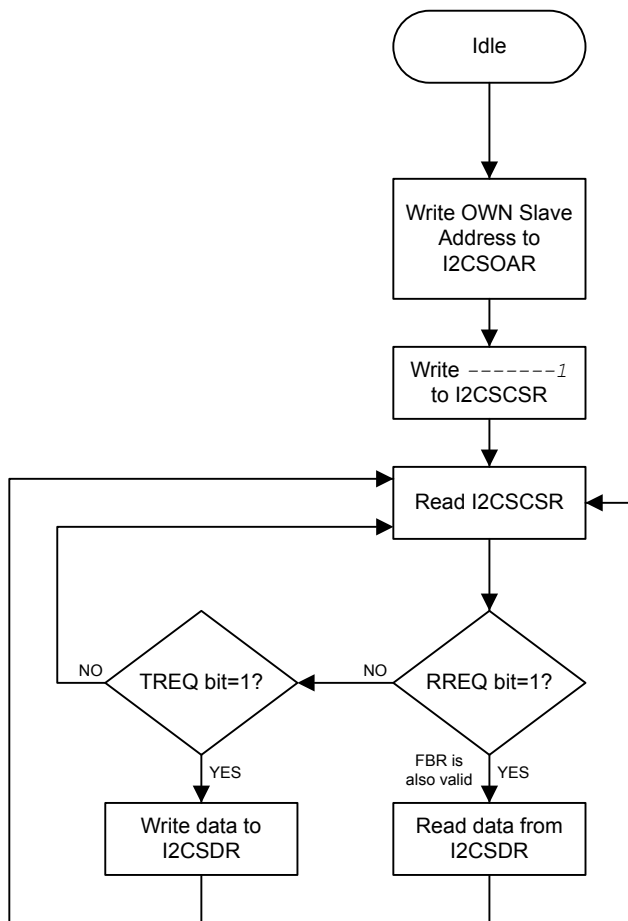 Idle
Write OWN Slave
Address to
I2CSOAR
Write -------1
to I2CSCSR
Read I2CSCSR
NO
TREQ bit=1?
NO
RREQ bit=1?
YES
FBR is
also valid
YES
Write data to
I2CSDR
Read data from
I2CSDR